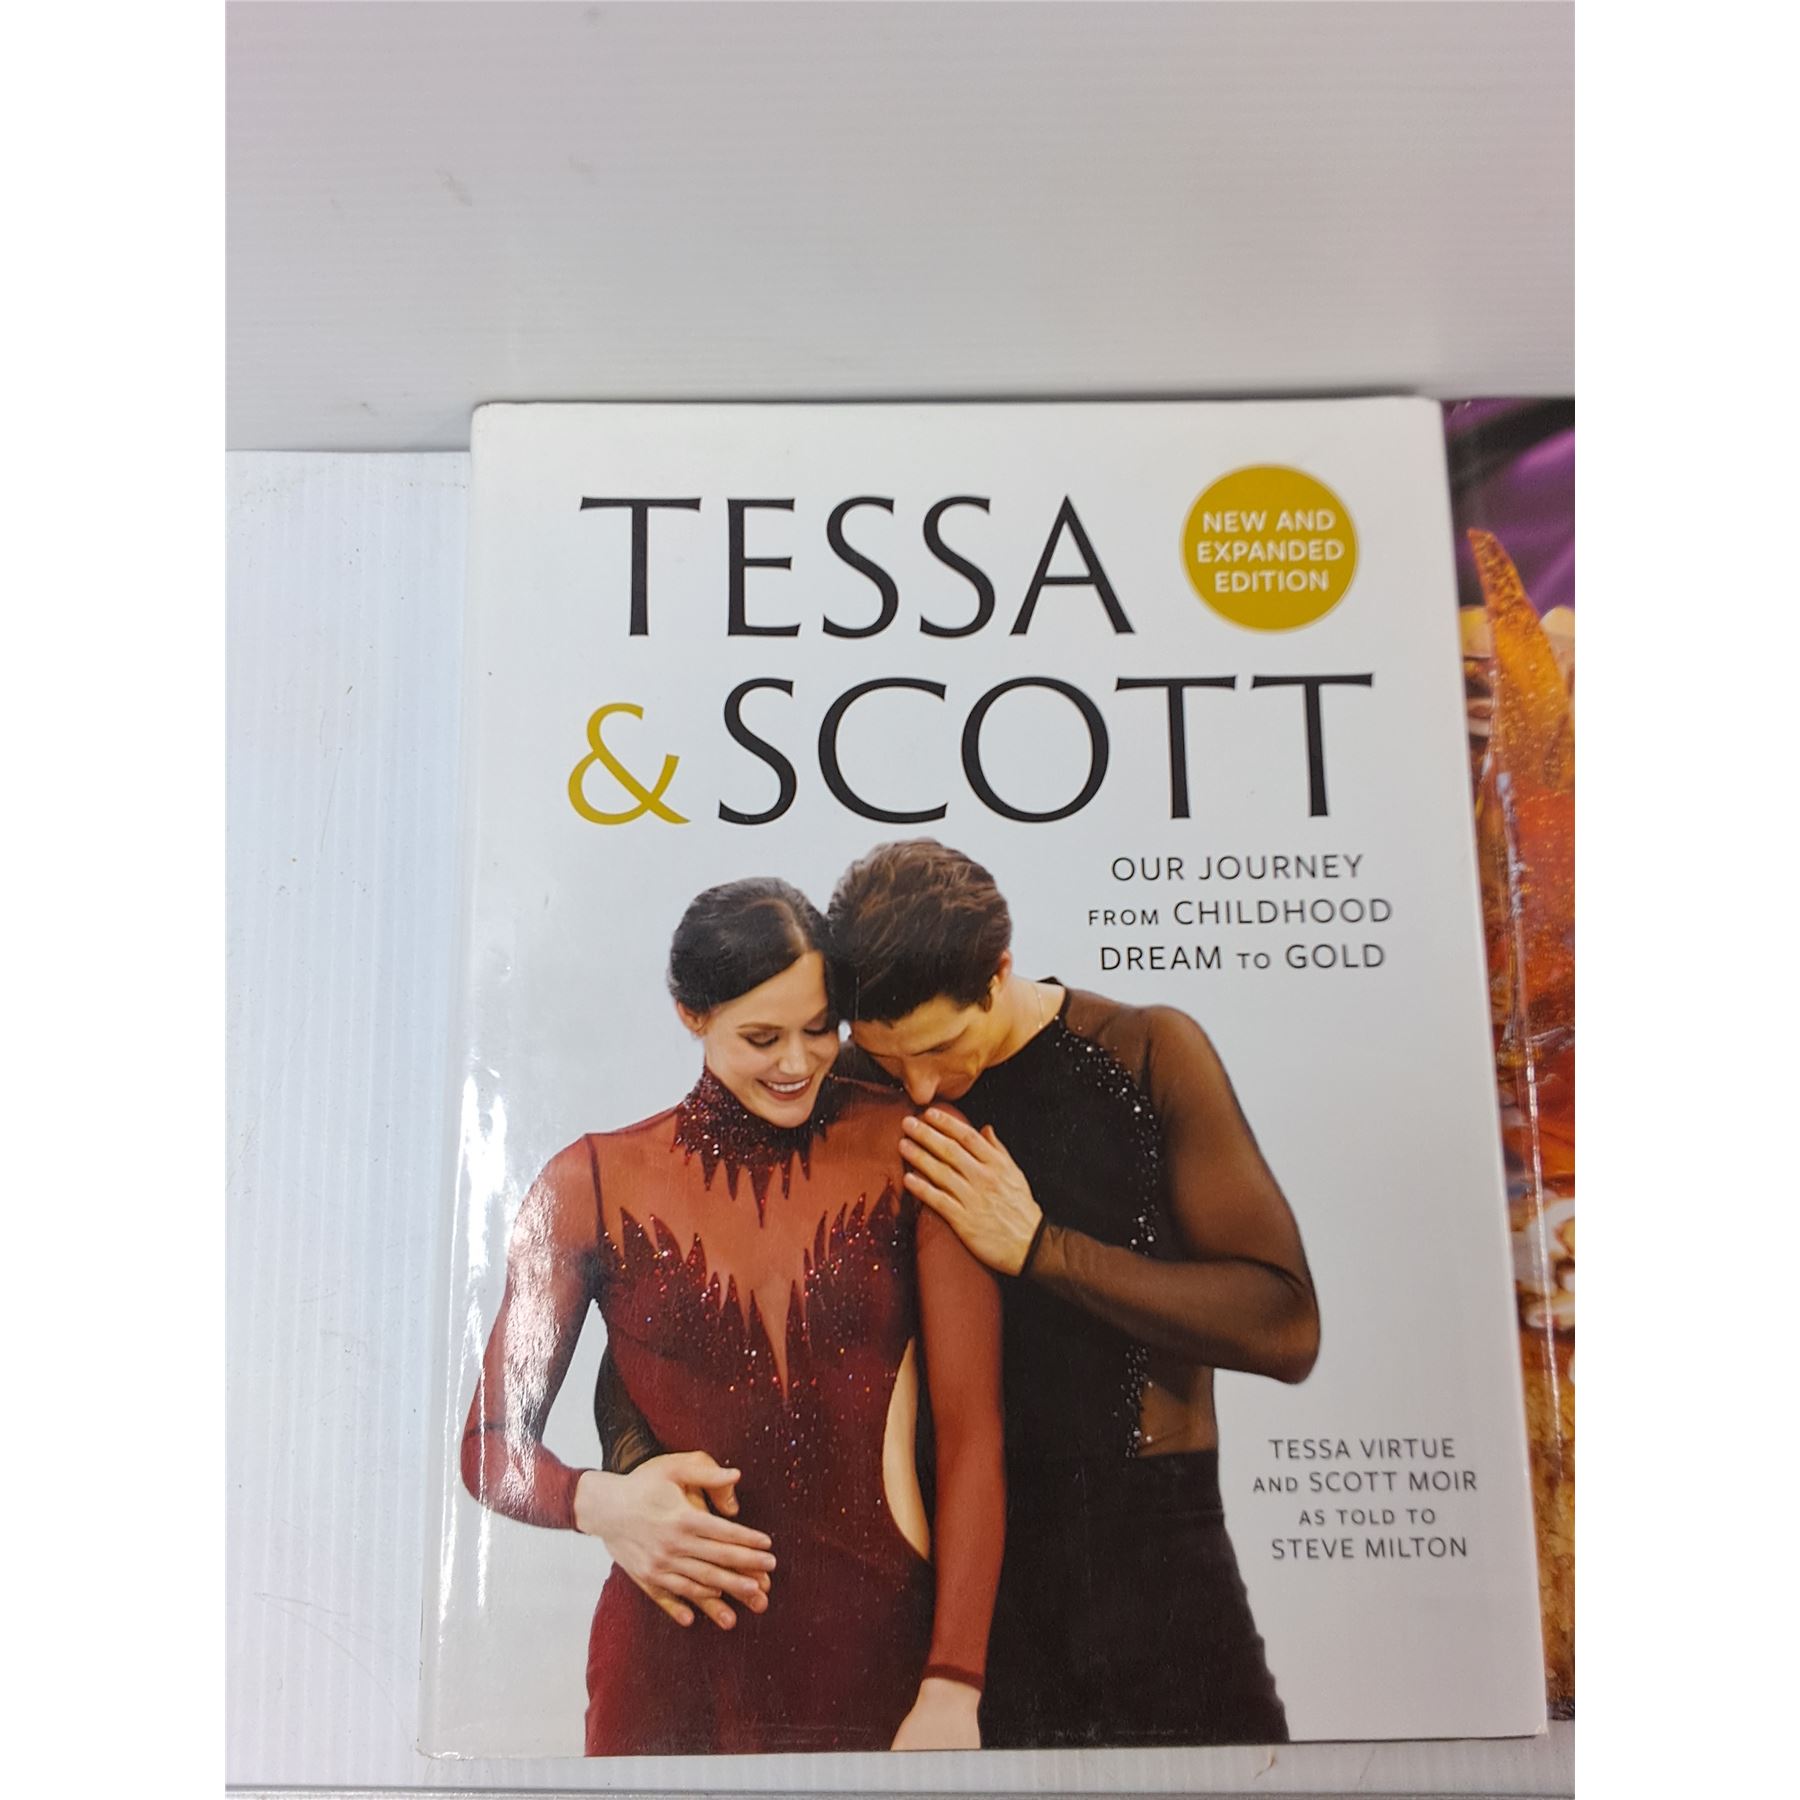 TESSA
& SCOTT
NEW AND
EXPANDED
EDITION
OUR JOURNEY
FROM CHILDHOOD
DREAM TO GOLD
TESSA VIRTUE
AND SCOTT MOIR
AS TOLD TO
STEVE MILTON